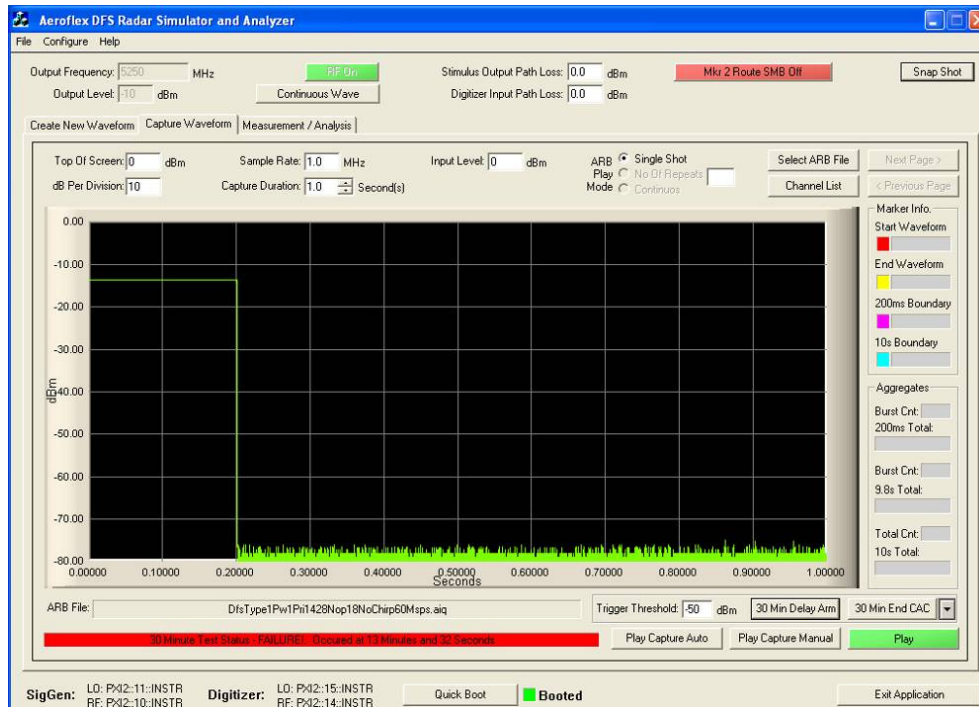 Aeroflex DFS Radar Simulator and Analyzer
File Configure Help
Output Frequency: 5250 MHz
RF On
Stimulus Output Path Loss: 0.0 dBm
Mkr 2 Route SMB Off
Snap Shot
Output Level: -10 dBm
Continuous Wave
Digitizer Input Path Loss: 0.0 dBm
Create New Waveform Capture Waveform Measurement / Analysis
Top Of Screen: 0 dBm
Sample Rate: 1.0 MHz
Input Level: 0 dBm
ARB Play Mode
Single Shot
No Of Repeats
Continuos
Select ARB File
Next Page >
dB Per Division: 10
Capture Duration: 1.0 Second(s)
Channel List
< Previous Page
0.00
-10.00
-20.00
-30.00
-40.00
-50.00
-60.00
-70.00
-80.00
dBm
0.00000 0.10000 0.20000 0.30000 0.40000 0.50000 0.60000 0.70000 0.80000 0.90000 1.00000
Seconds
Marker Info.
Start Waveform
End Waveform
200ms Boundary
10s Boundary
Aggregates
Burst Cnt:
200ms Total:
Burst Cnt:
9.8s Total:
Total Cnt:
10s Total:
ARB File: DfsType1Pw1Pri1428Nop18NoChirp60Msps.aiq
Trigger Threshold: -50 dBm
30 Min Delay Arm
30 Min End CAC
30 Minute Test Status - FAILURE!. Occured at 13 Minutes and 32 Seconds
Play Capture Auto
Play Capture Manual
Play
SigGen: LO: PXI2::11::INSTR
RF: PXI2::10::INSTR
Digitizer: LO: PXI2::15::INSTR
RF: PXI2::14::INSTR
Quick Boot
Booted
Exit Application